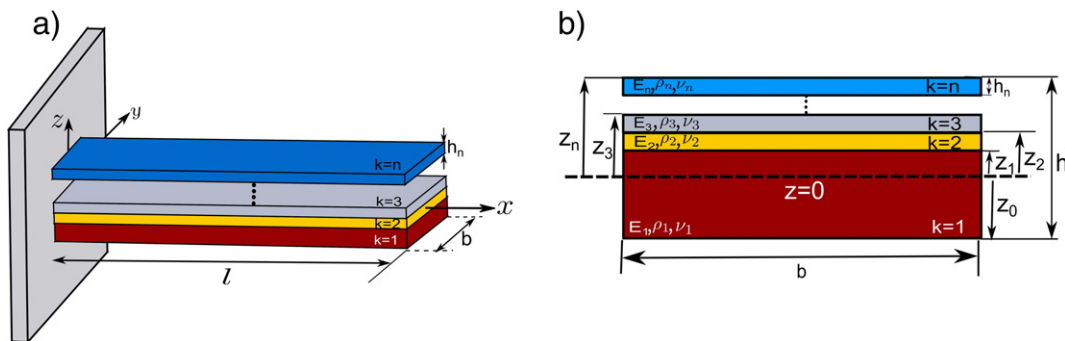 a)
z
y
h_n
k=n
k=3
k=2
k=1
x
b
l
b)
E_n,ρ_n,ν_n
k=n
h_n
E_3,ρ_3,ν_3
k=3
E_2,ρ_2,ν_2
k=2
z_n
z_3
z_1
z_2
h
z=0
z_0
E_1,ρ_1,ν_1
k=1
b